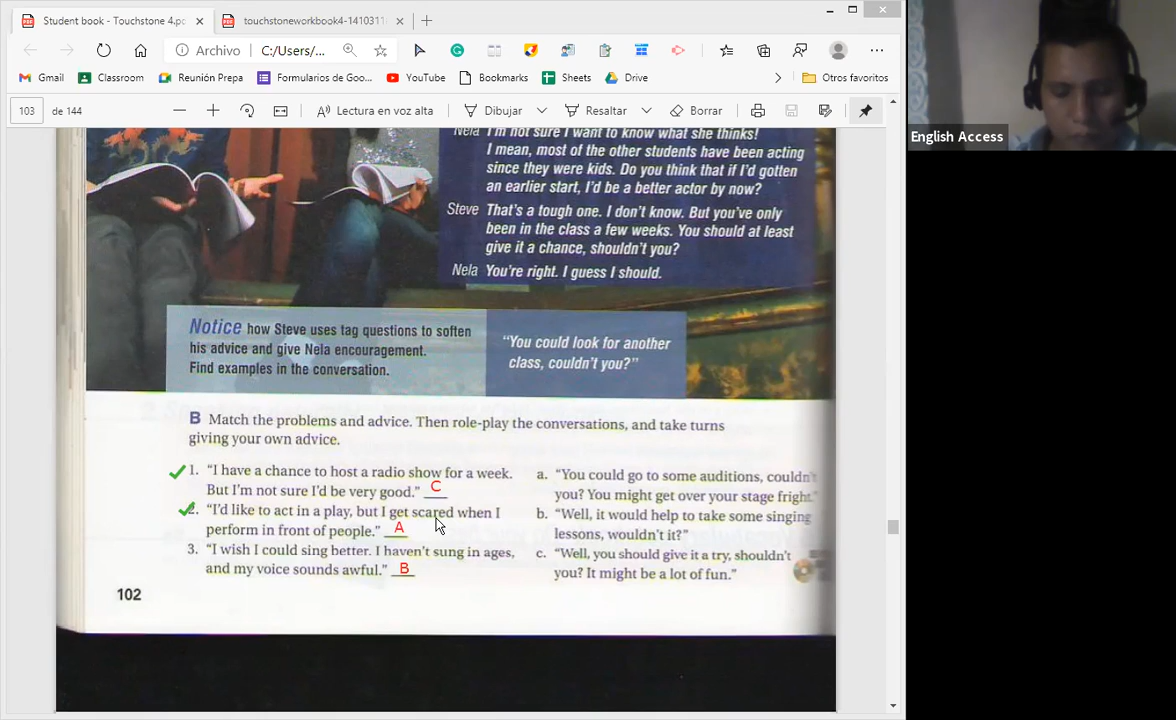 Student book - Touchstone 4.pd
touchstoneworkbook4-1410311
Archivo
C:/Users/...
Gmail
Classroom
Reunión Prepa
Formularios de Goo...
YouTube
Bookmarks
Sheets
Drive
Otros favoritos
103
de 144
Lectura en voz alta
Dibujar
Resaltar
Borrar
English Access
Nela I'm not sure I want to know what she thinks!
I mean, most of the other students have been acting
since they were kids. Do you think that if I'd gotten
an earlier start, I'd be a better actor by now?
Steve That's a tough one. I don't know. But you've only
been in the class a few weeks. You should at least
give it a chance, shouldn't you?
Nela You're right. I guess I should.
Notice how Steve uses tag questions to soften
his advice and give Nela encouragement.
Find examples in the conversation.
"You could look for another
class, couldn't you?"
B Match the problems and advice. Then role-play the conversations, and take turns
giving your own advice.
1. "I have a chance to host a radio show for a week.
But I'm not sure I'd be very good." C
2. "I'd like to act in a play, but I get scared when I
perform in front of people." A
3. "I wish I could sing better. I haven't sung in ages,
and my voice sounds awful." B
a. "You could go to some auditions, couldn't
you? You might get over your stage fright."
b. "Well, it would help to take some singing
lessons, wouldn't it?"
c. "Well, you should give it a try, shouldn't
you? It might be a lot of fun."
102